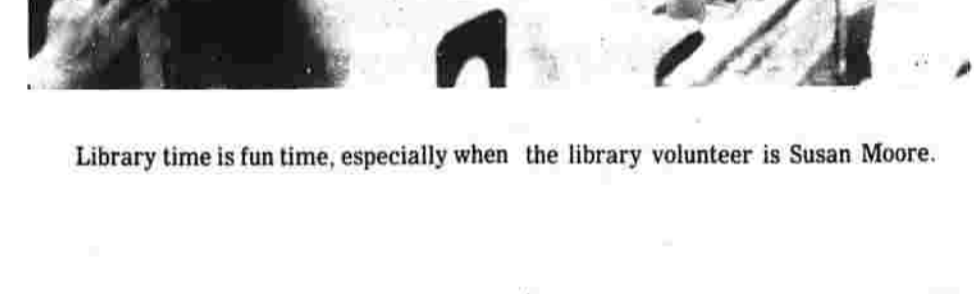 Library time is fun time, especially when the library volunteer is Susan Moore.